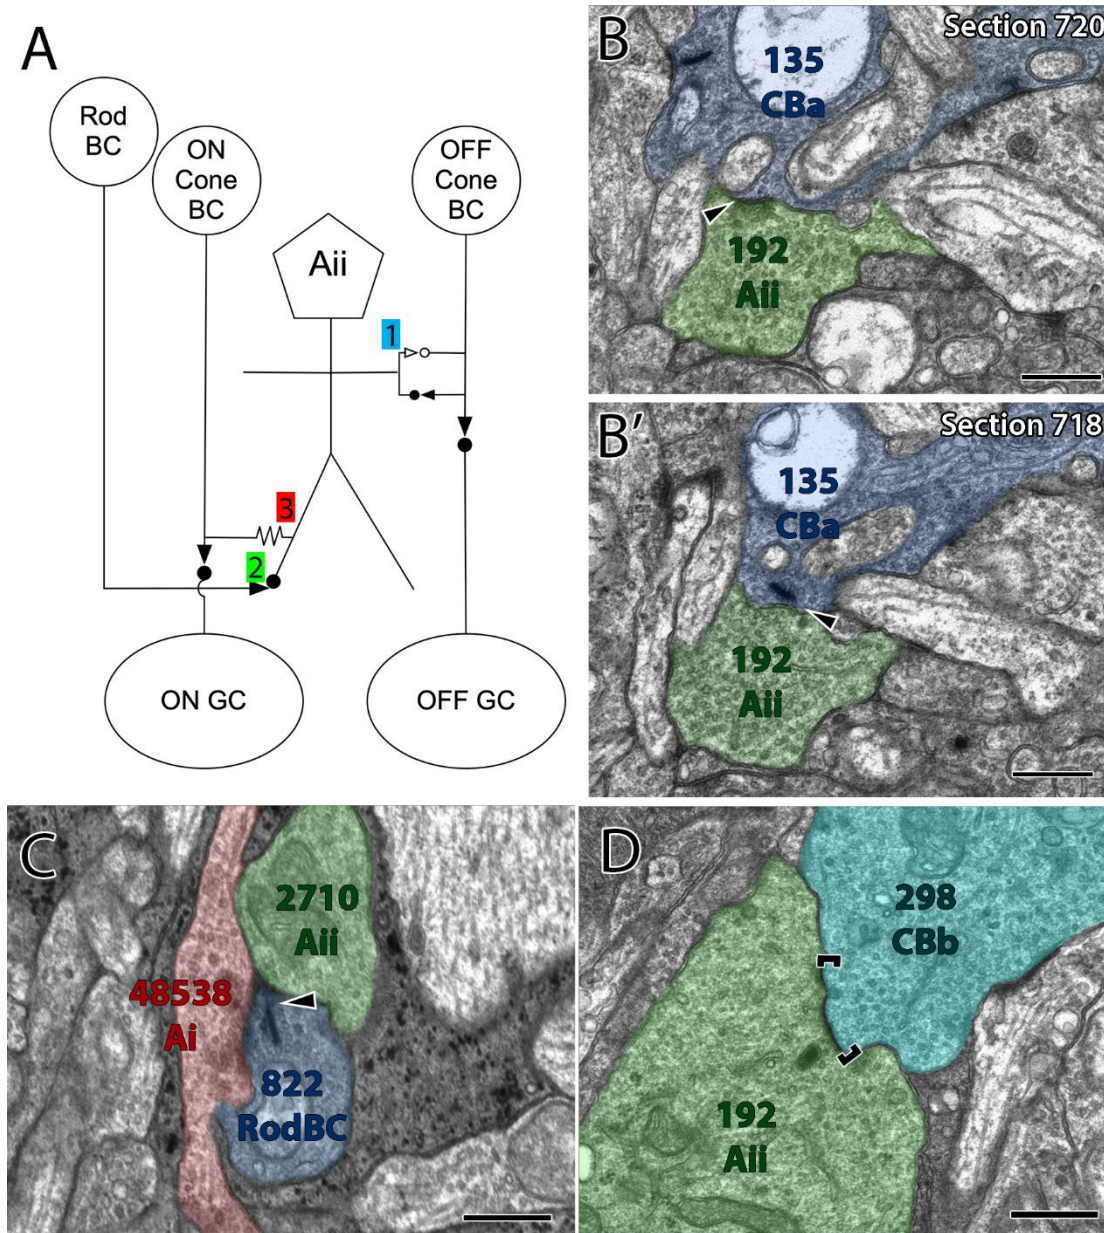 A
Rod
BC
ON
Cone
BC
OFF
Cone
BC
Aii
1
3
2
ON GC
OFF GC
B
Section 720
135
CBa
192
Aii
B′
Section 718
135
CBa
192
Aii
C
2710
Aii
48538
Ai
822
RodBC
D
298
CBb
192
Aii